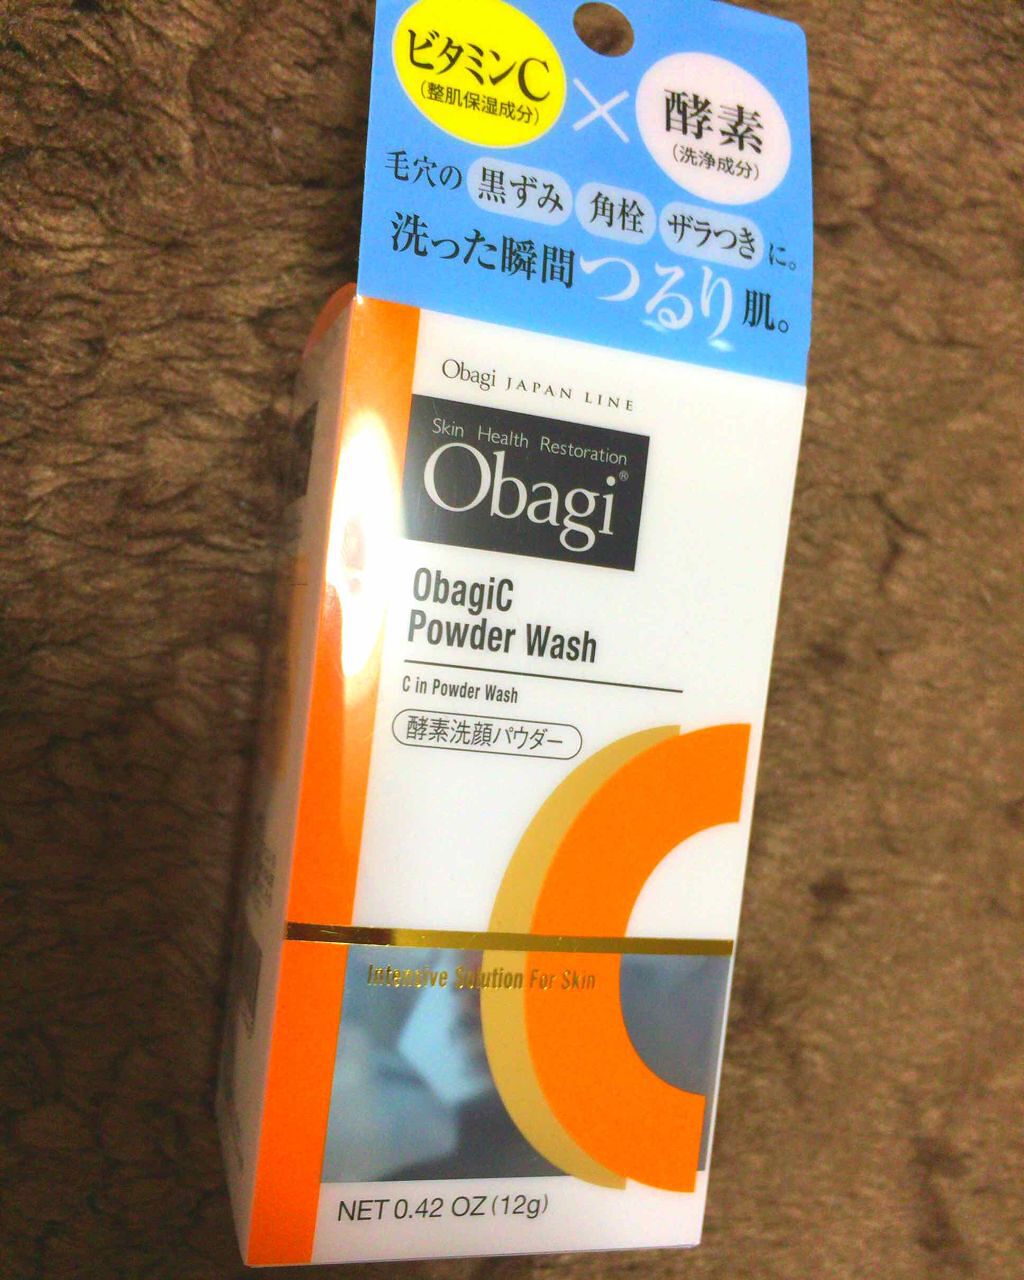 ビタミンC
(整肌保湿成分)
×
酵素
(洗浄成分)
毛穴の 黒ずみ 角栓 ザラつき に。
洗った瞬間つるり肌。
Obagi JAPAN LINE
Skin Health Restoration
Obagi®
ObagiC
Powder Wash
C in Powder Wash
酵素洗顔パウダー
Intensive Solution For Skin
NET 0.42 OZ (12g)